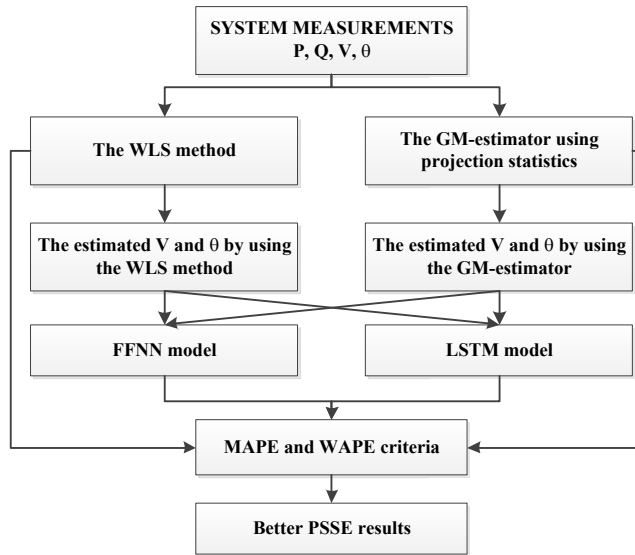 SYSTEM MEASUREMENTS
P, Q, V, θ
The WLS method
The GM-estimator using
projection statistics
The estimated V and θ by using
the WLS method
The estimated V and θ by using
the GM-estimator
FFNN model
LSTM model
MAPE and WAPE criteria
Better PSSE results